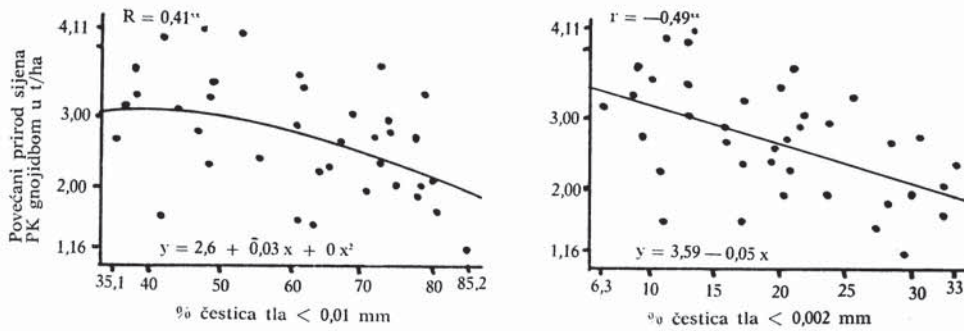 Povećani prirod sijena
PK gnojidbom u t/ha
R = 0,41**
4,11
3,00
2,00
1,16
y = 2,6 + 0̄,03 x + 0 x²
35,1 40 50 60 70 80 85,2
% čestica tla < 0,01 mm
r = —0,49**
4,11
3,00
2,00
1,16
y = 3,59 — 0,05 x
6,3 10 15 20 25 30 33
% čestica tla < 0,002 mm